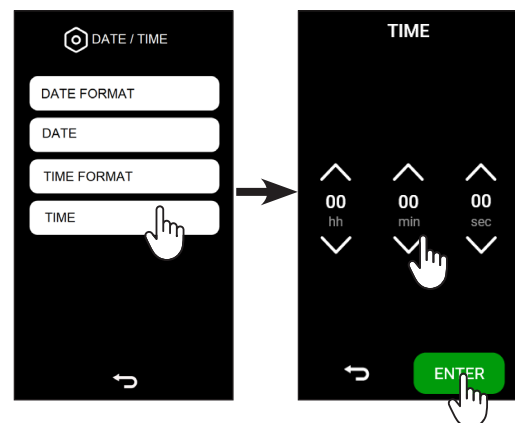 DATE / TIME
DATE FORMAT
DATE
TIME FORMAT
TIME
TIME
00 00 00
hh min sec
ENTER